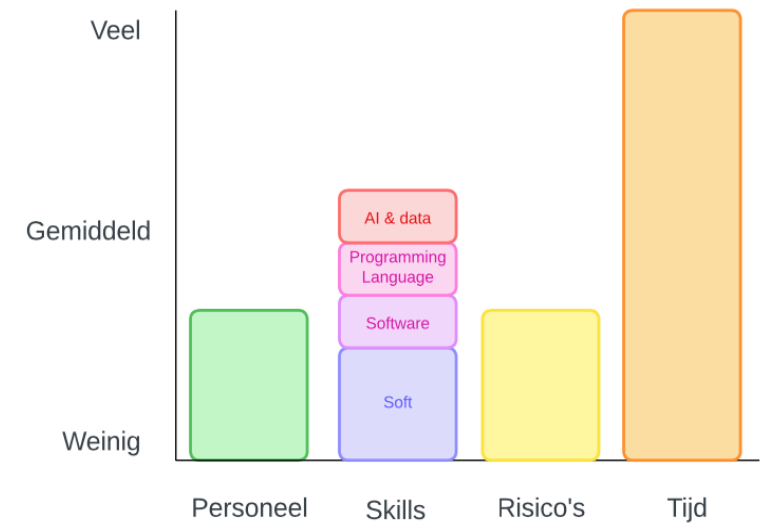 Veel
Gemiddeld
Weinig
AI & data
Programming
Language
Software
Soft
Personeel
Skills
Risico's
Tijd